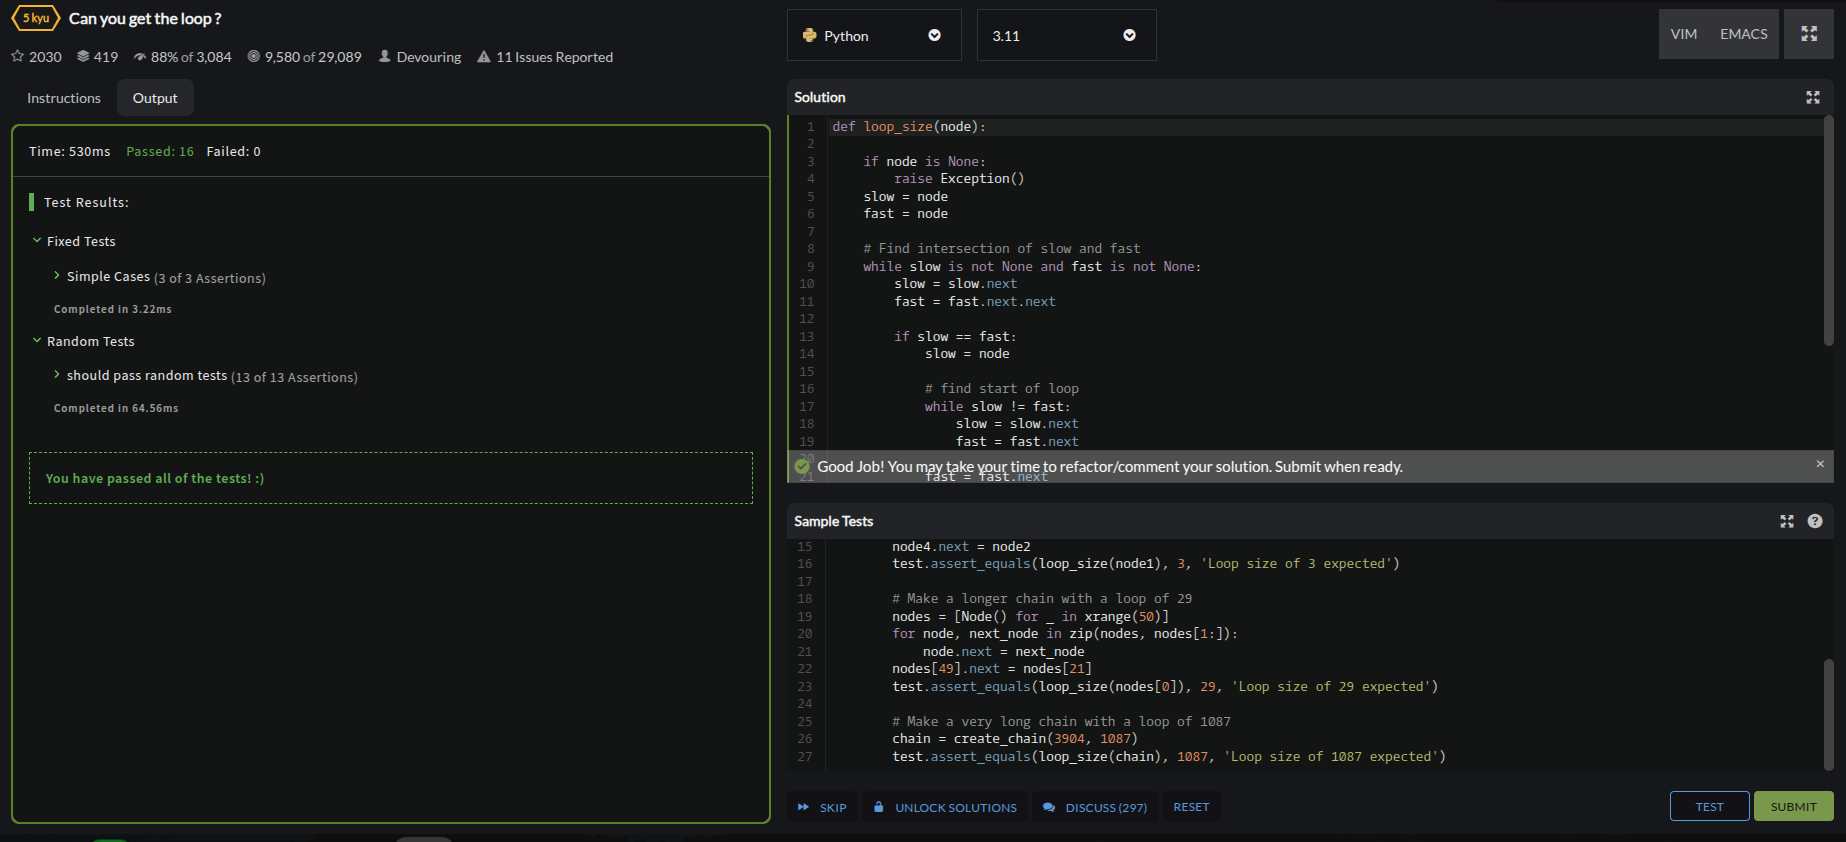 5 kyu Can you get the loop ?
2030 419 88% of 3,084 9,580 of 29,089 Devouring 11 Issues Reported
Instructions Output
Time: 530ms Passed: 16 Failed: 0
Test Results:
Fixed Tests
Simple Cases (3 of 3 Assertions)
Completed in 3.22ms
Random Tests
should pass random tests (13 of 13 Assertions)
Completed in 64.56ms
You have passed all of the tests! :)
Python 3.11 VIM EMACS
Solution
1 def loop_size(node):
2
3     if node is None:
4         raise Exception()
5     slow = node
6     fast = node
7
8     # Find intersection of slow and fast
9     while slow is not None and fast is not None:
10         slow = slow.next
11         fast = fast.next.next
12
13         if slow == fast:
14             slow = node
15
16             # find start of loop
17             while slow != fast:
18                 slow = slow.next
19                 fast = fast.next
20
Good Job! You may take your time to refactor/comment your solution. Submit when ready. ×
21             fast = fast.next
Sample Tests
15         node4.next = node2
16         test.assert_equals(loop_size(node1), 3, 'Loop size of 3 expected')
17
18         # Make a longer chain with a loop of 29
19         nodes = [Node() for _ in xrange(50)]
20         for node, next_node in zip(nodes, nodes[1:]):
21             node.next = next_node
22         nodes[49].next = nodes[21]
23         test.assert_equals(loop_size(nodes[0]), 29, 'Loop size of 29 expected')
24
25         # Make a very long chain with a loop of 1087
26         chain = create_chain(3904, 1087)
27         test.assert_equals(loop_size(chain), 1087, 'Loop size of 1087 expected')
SKIP UNLOCK SOLUTIONS DISCUSS (297) RESET TEST SUBMIT